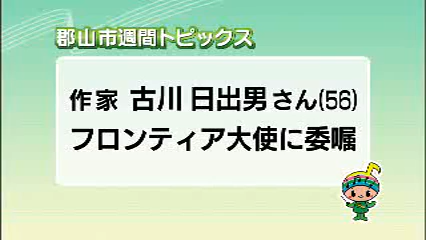 郡山市週間トピックス
作家 古川日出男さん(56)
フロンティア大使に委嘱